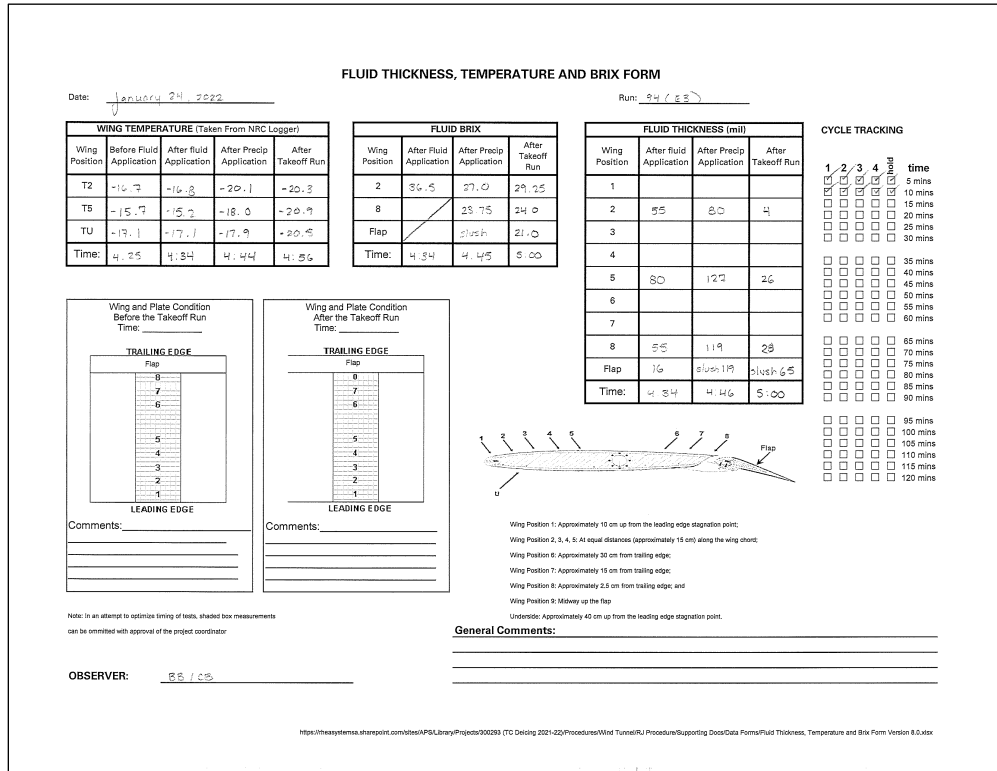 FLUID THICKNESS, TEMPERATURE AND BRIX FORM
Date: January 24, 2022 Run: 94 (E3)
WING TEMPERATURE (Taken From NRC Logger)
Wing Position Before Fluid Application After fluid Application After Precip Application After Takeoff Run
T2 -16.7 -16.8 -20.1 -20.3
T5 -15.7 -15.2 -18.0 -20.9
TU -17.1 -17.1 -17.9 -20.5
Time: 4.25 4:34 4:44 4:56
FLUID BRIX
Wing Position After Fluid Application After Precip Application After Takeoff Run
2 36.5 27.0 29.25
8 23.75 24.0
Flap slush 21.0
Time: 4.34 4.45 5.00
FLUID THICKNESS (mil)
Wing Position After fluid Application After Precip Application After Takeoff Run
1
2 55 80 4
3
4
5 80 127 26
6
7
8 55 119 28
Flap 16 slush 119 slush 65
Time: 4.34 4.46 5:00
CYCLE TRACKING
1 2 3 4 hold time
5 mins
10 mins
15 mins
20 mins
25 mins
30 mins
35 mins
40 mins
45 mins
50 mins
55 mins
60 mins
65 mins
70 mins
75 mins
80 mins
85 mins
90 mins
95 mins
100 mins
105 mins
110 mins
115 mins
120 mins
Wing and Plate Condition
Before the Takeoff Run
Time:
TRAILING EDGE
Flap
8
7
6
5
4
3
2
1
LEADING EDGE
Comments:
Wing and Plate Condition
After the Takeoff Run
Time:
TRAILING EDGE
Flap
8
7
6
5
4
3
2
1
LEADING EDGE
Comments:
1 2 3 4 5 6 7 8 Flap
U
Wing Position 1: Approximately 10 cm up from the leading edge stagnation point;
Wing Position 2, 3, 4, 5: At equal distances (approximately 15 cm) along the wing chord;
Wing Position 6: Approximately 30 cm from trailing edge;
Wing Position 7: Approximately 15 cm from trailing edge;
Wing Position 8: Approximately 2.5 cm from trailing edge; and
Wing Position 9: Midway up the flap
Underside: Approximately 40 cm up from the leading edge stagnation point.
Note: In an attempt to optimize timing of tests, shaded box measurements
can be ommitted with approval of the project coordinator
General Comments:
OBSERVER: BB / CB
https://rheasystemsa.sharepoint.com/sites/APS/Library/Projects/300293 (TC Deicing 2021-22)/Procedures/Wind Tunnel/RJ Procedure/Supporting Docs/Data Forms/Fluid Thickness, Temperature and Brix Form Version 8.0.xlsx